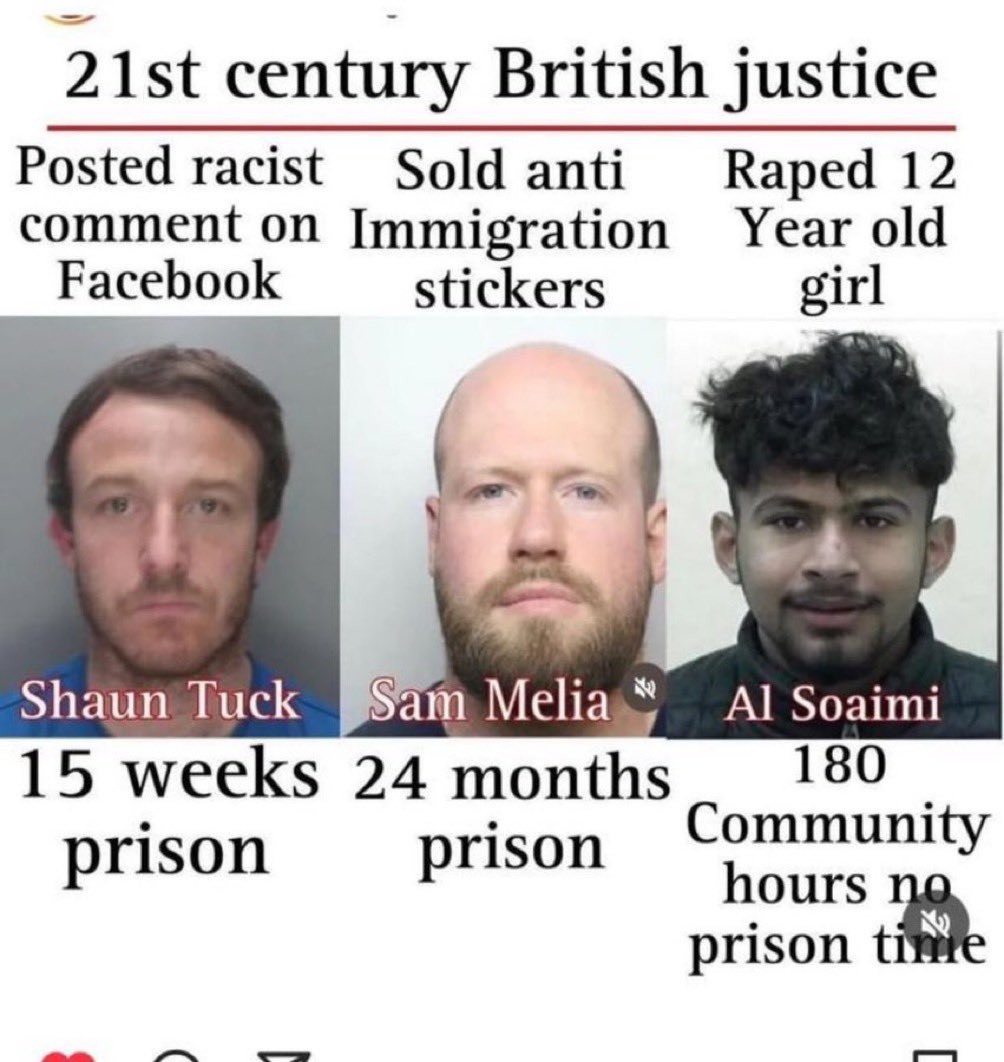 21st century British justice
Posted racist
comment on
Facebook
Sold anti
Immigration
stickers
Raped 12
Year old
girl
Shaun Tuck
Sam Melia
Al Soaimi
15 weeks
prison
24 months
prison
180
Community
hours no
prison time